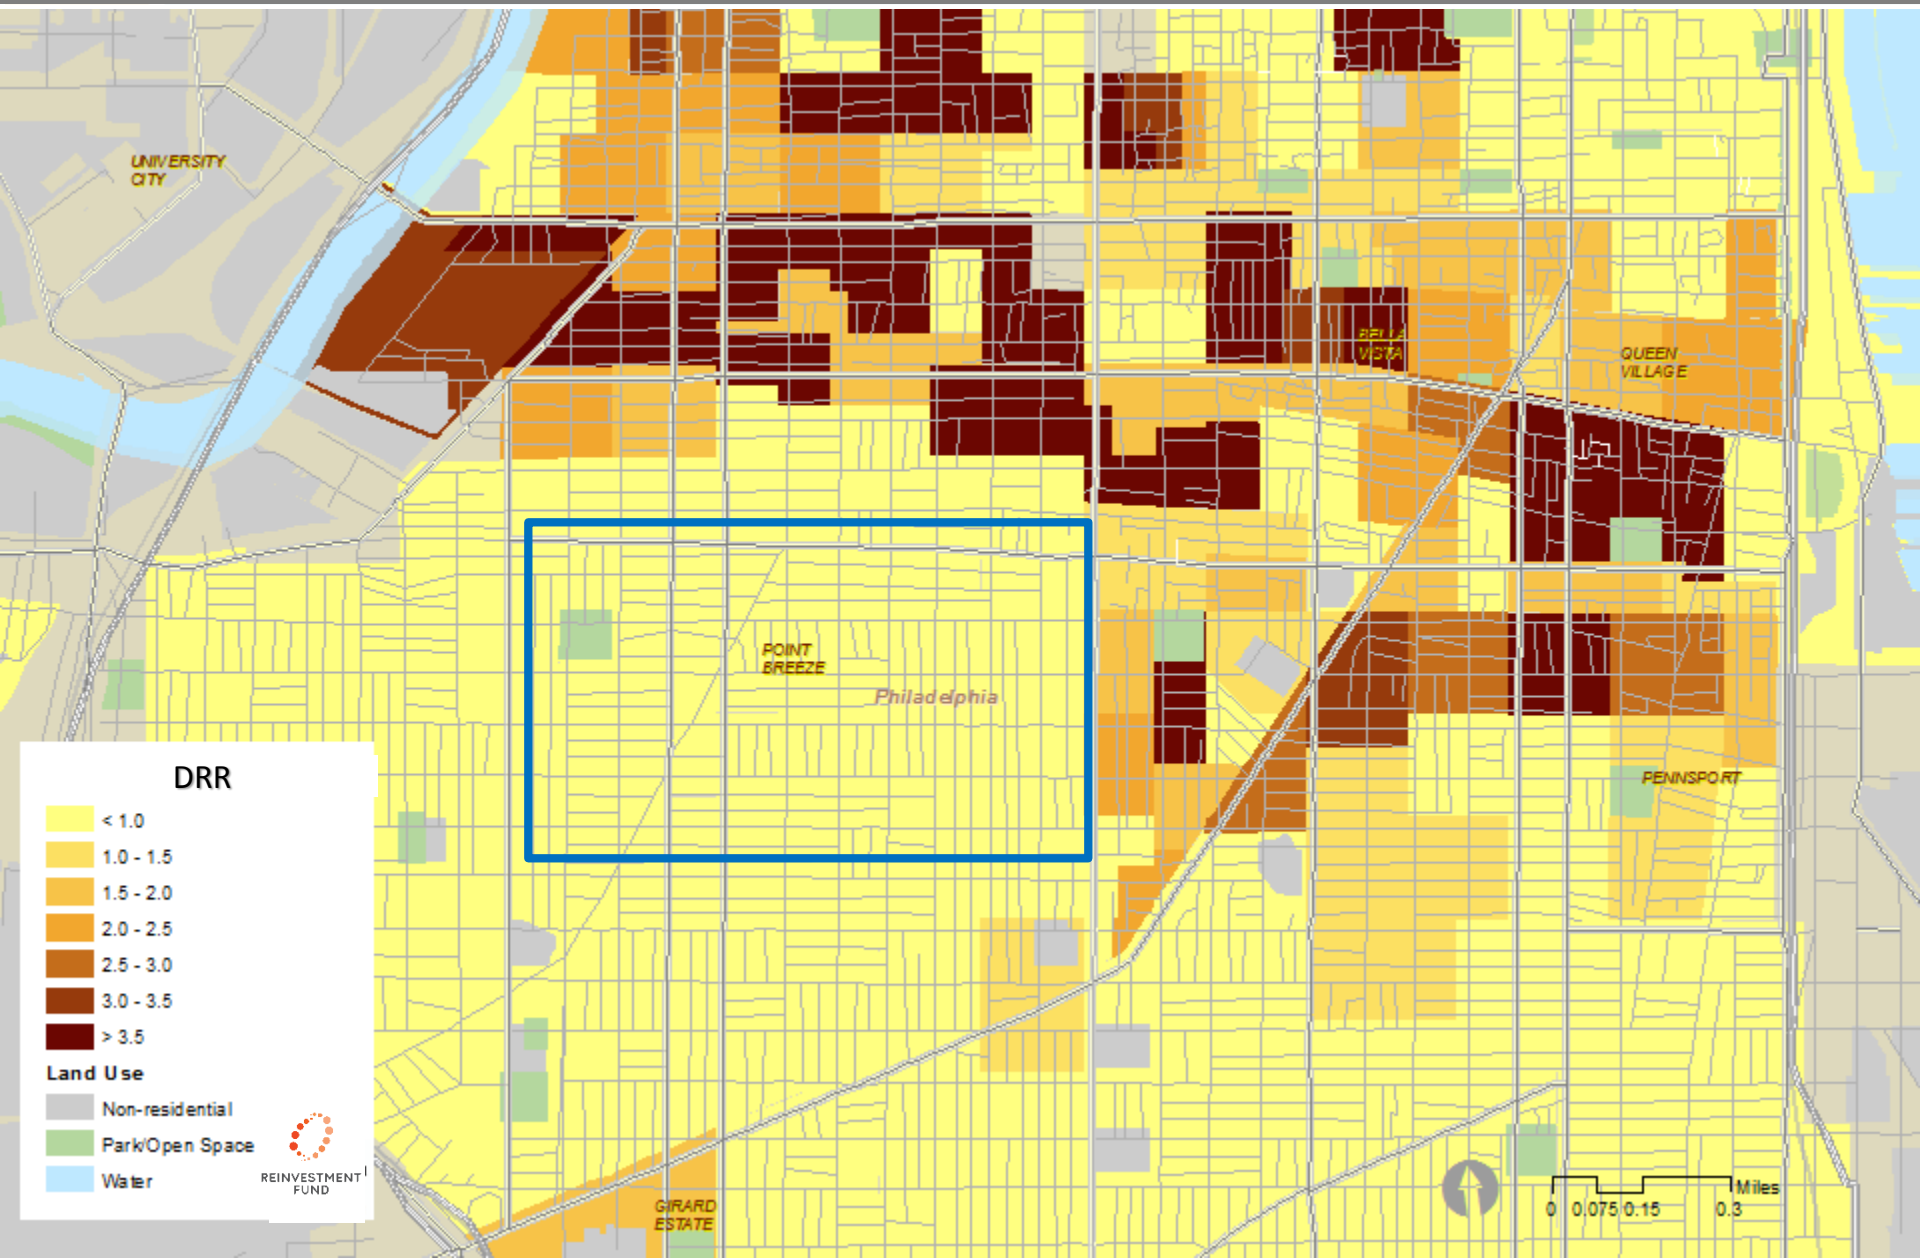 UNIVERSITY
CITY
BELLA
VISTA
QUEEN
VILLAGE
POINT
BREEZE
Philadelphia
PENNSPORT
DRR
< 1.0
1.0 - 1.5
1.5 - 2.0
2.0 - 2.5
2.5 - 3.0
3.0 - 3.5
> 3.5
Land Use
Non-residential
Park/Open Space
Water
REINVESTMENT
FUND
GIRARD
ESTATE
Miles
0 0.075 0.15 0.3